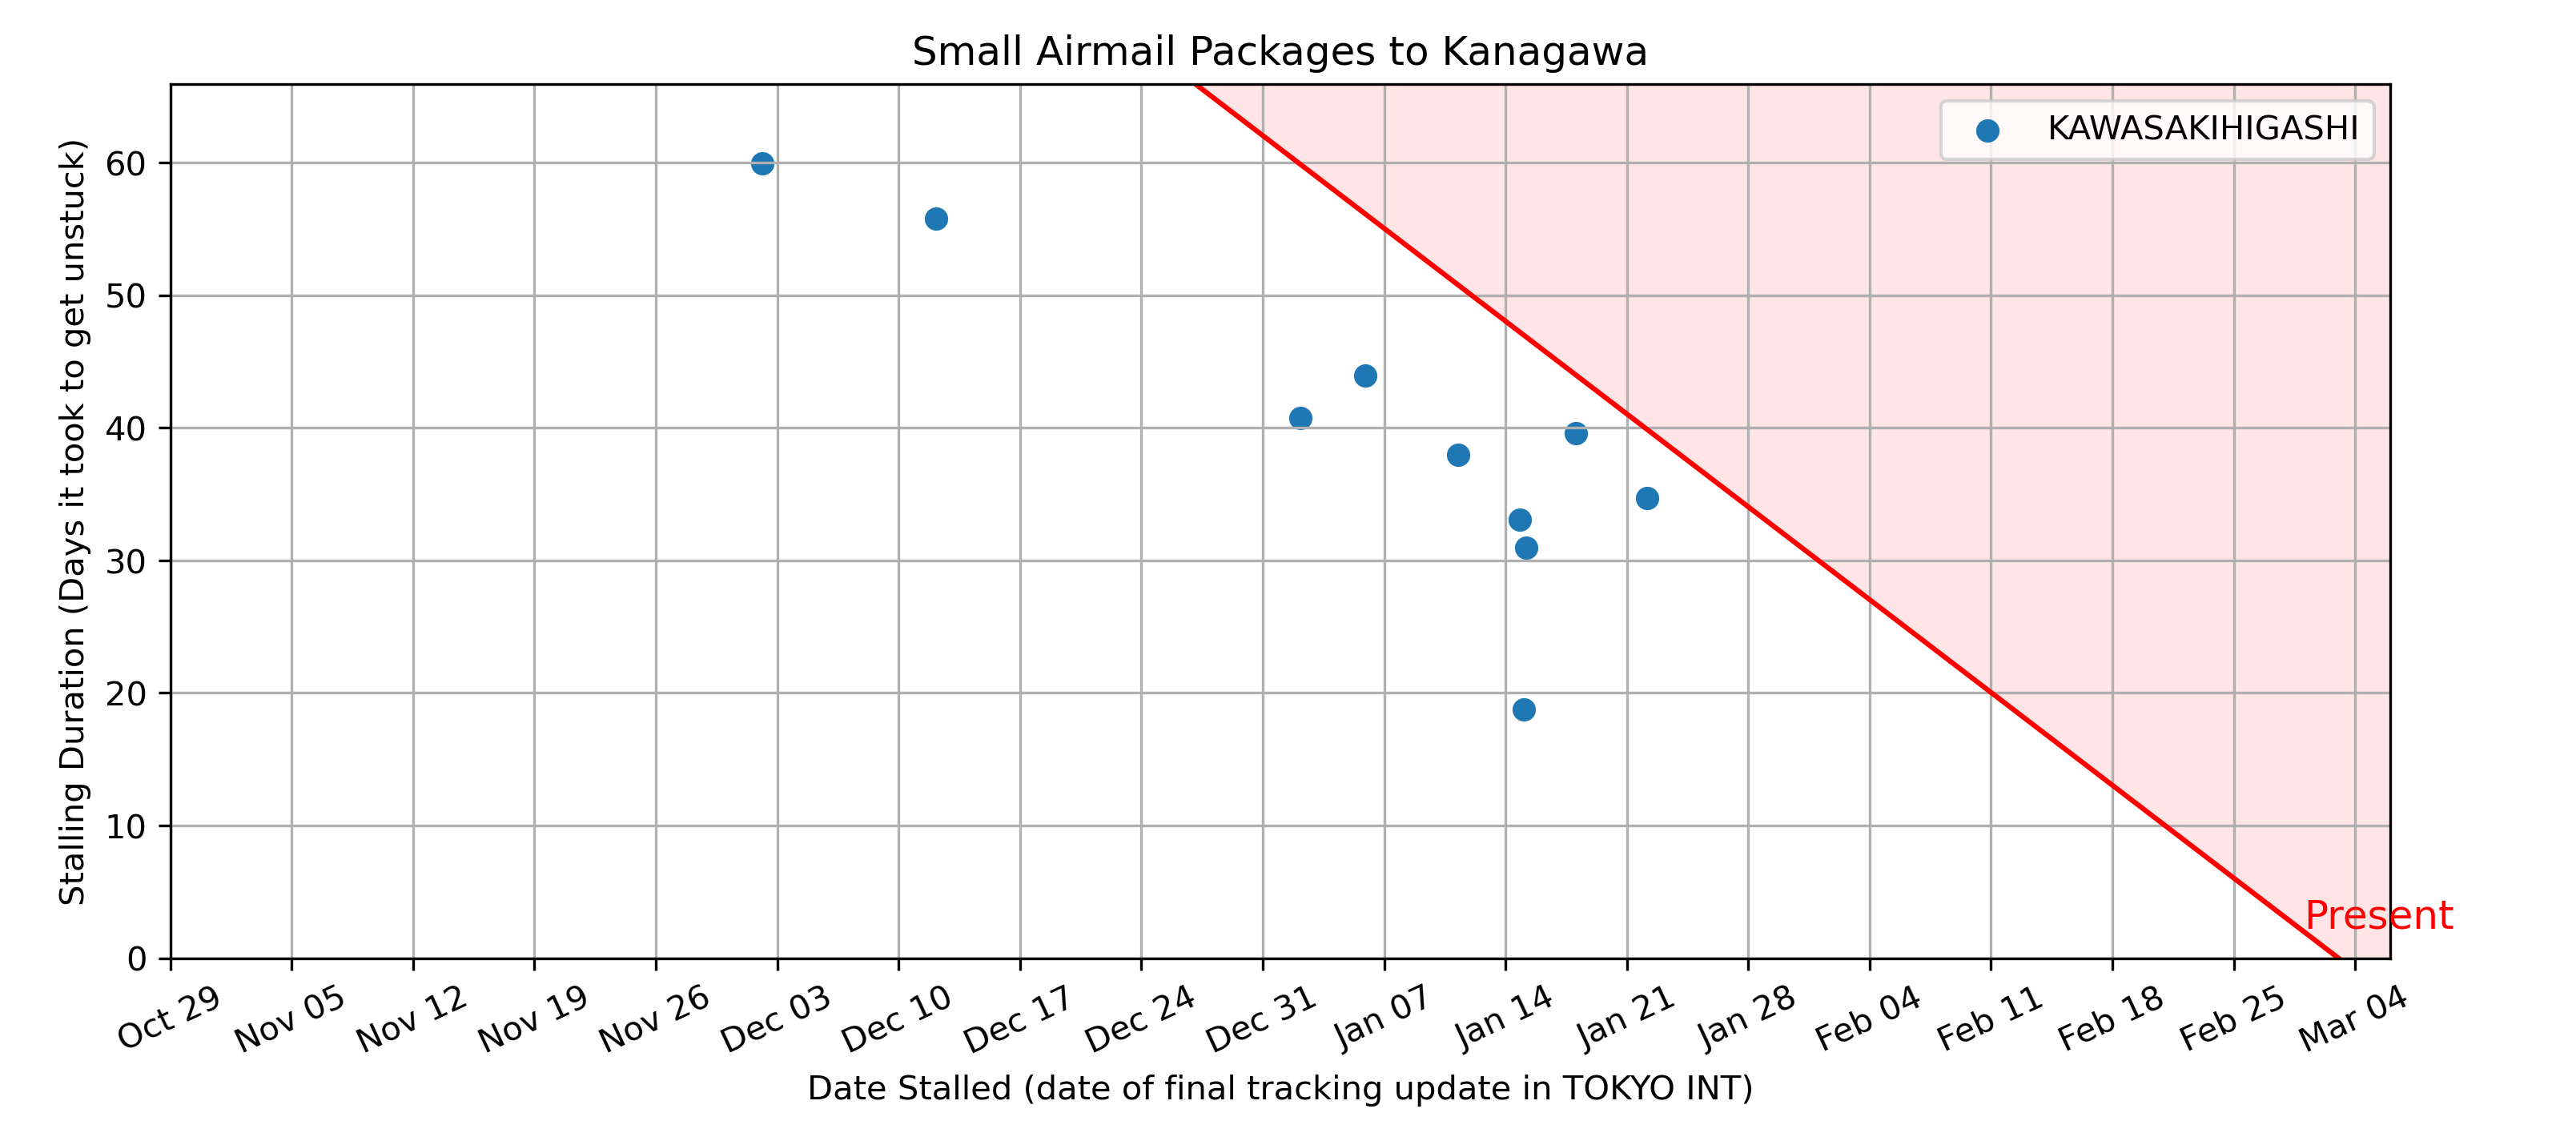 Small Airmail Packages to Kanagawa
KAWASAKIHIGASHI
Stalling Duration (Days it took to get unstuck)
60
50
40
30
20
10
0
Present
Oct 29
Nov 05
Nov 12
Nov 19
Nov 26
Dec 03
Dec 10
Dec 17
Dec 24
Dec 31
Jan 07
Jan 14
Jan 21
Jan 28
Feb 04
Feb 11
Feb 18
Feb 25
Mar 04
Date Stalled (date of final tracking update in TOKYO INT)